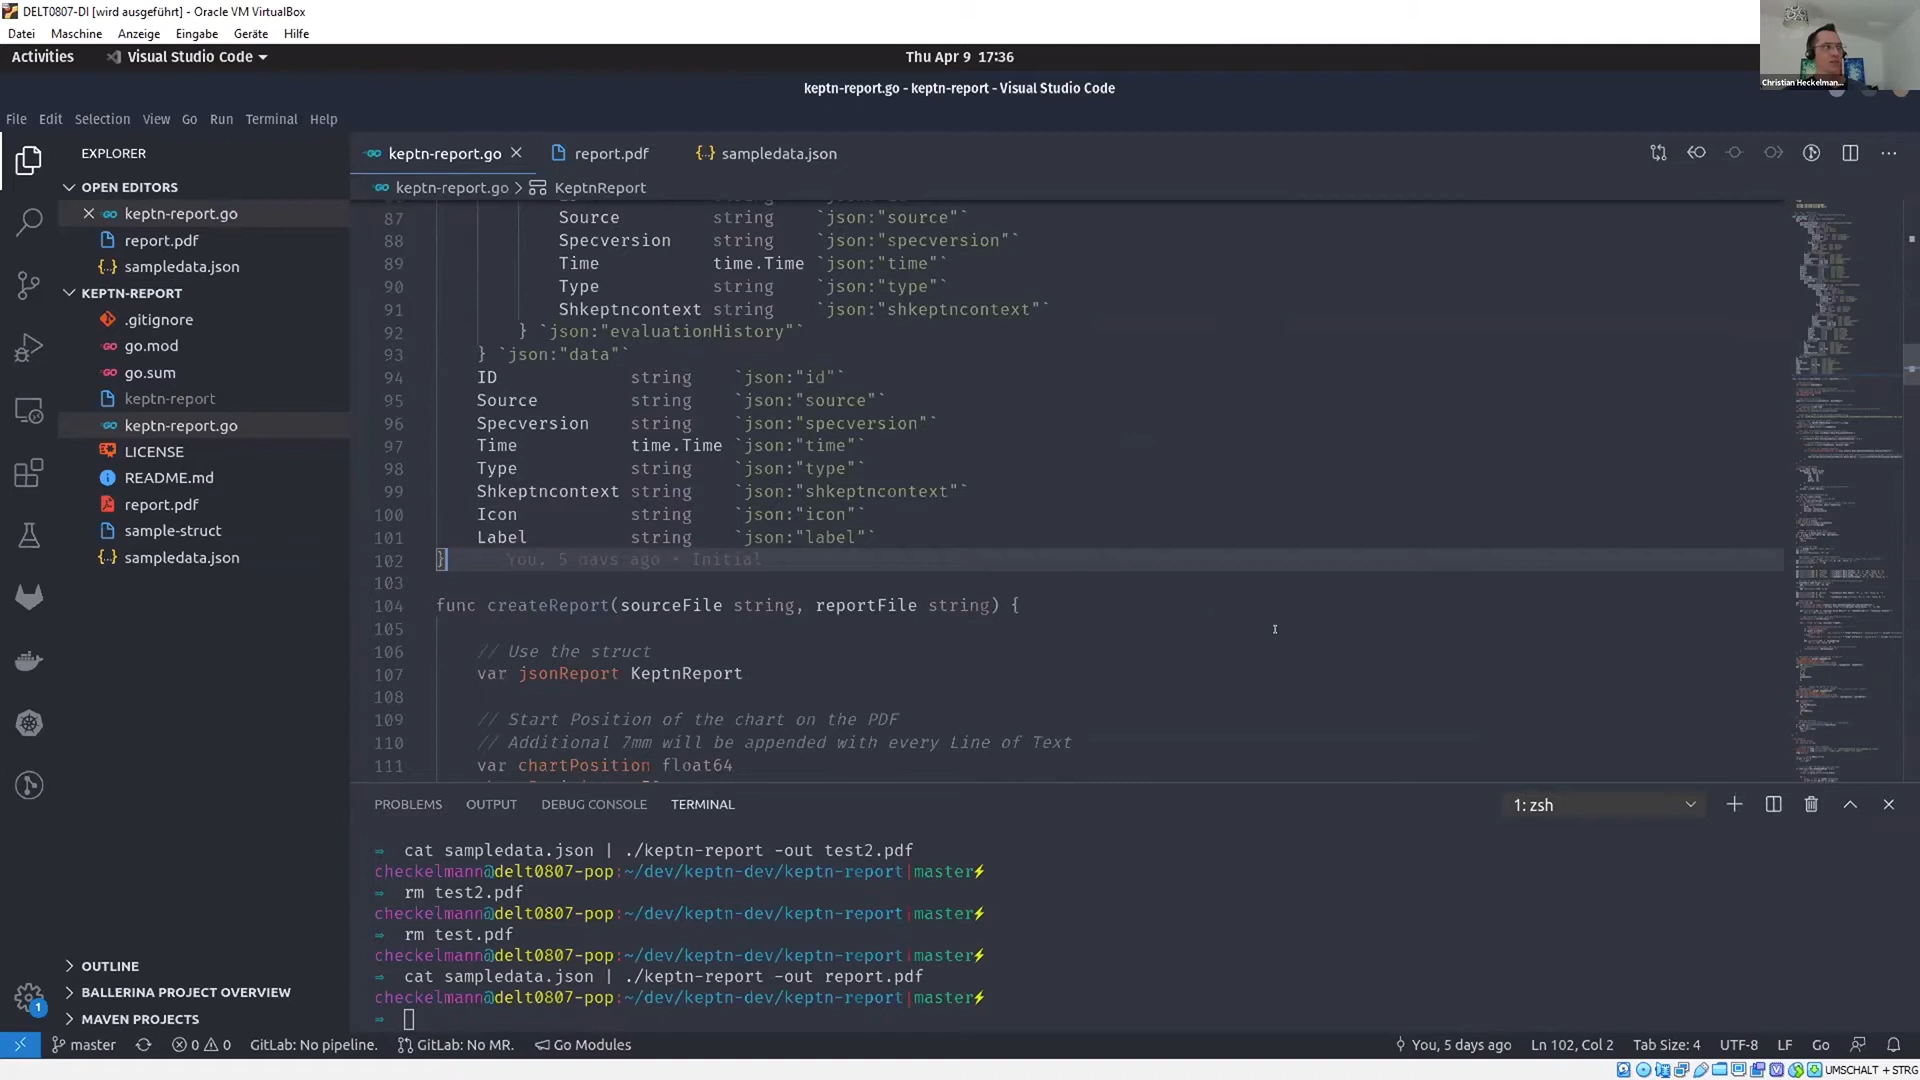 DELT0807-DI [wird ausgeführt] - Oracle VM VirtualBox
Datei Maschine Anzeige Eingabe Geräte Hilfe
Activities Visual Studio Code Thu Apr 9 17:36
Christian Heckelman...
keptn-report.go - keptn-report - Visual Studio Code
File Edit Selection View Go Run Terminal Help
EXPLORER
OPEN EDITORS
keptn-report.go
report.pdf
sampledata.json
KEPTN-REPORT
.gitignore
go.mod
go.sum
keptn-report
keptn-report.go
LICENSE
README.md
report.pdf
sample-struct
sampledata.json
OUTLINE
BALLERINA PROJECT OVERVIEW
MAVEN PROJECTS
1
keptn-report.go report.pdf {} sampledata.json
keptn-report.go > KeptnReport
87 Source string `json:"source"`
88 Specversion string `json:"specversion"`
89 Time time.Time `json:"time"`
90 Type string `json:"type"`
91 Shkeptncontext string `json:"shkeptncontext"`
92 } `json:"evaluationHistory"`
93 } `json:"data"`
94 ID string `json:"id"`
95 Source string `json:"source"`
96 Specversion string `json:"specversion"`
97 Time time.Time `json:"time"`
98 Type string `json:"type"`
99 Shkeptncontext string `json:"shkeptncontext"`
100 Icon string `json:"icon"`
101 Label string `json:"label"`
102 } You, 5 days ago • Initial
103
104 func createReport(sourceFile string, reportFile string) {
105
106 // Use the struct
107 var jsonReport KeptnReport
108
109 // Start Position of the chart on the PDF
110 // Additional 7mm will be appended with every Line of Text
111 var chartPosition float64
PROBLEMS OUTPUT DEBUG CONSOLE TERMINAL 1: zsh
⇒ cat sampledata.json | ./keptn-report -out test2.pdf
checkelmann@delt0807-pop:~/dev/keptn-dev/keptn-report|master⚡
⇒ rm test2.pdf
checkelmann@delt0807-pop:~/dev/keptn-dev/keptn-report|master⚡
⇒ rm test.pdf
checkelmann@delt0807-pop:~/dev/keptn-dev/keptn-report|master⚡
⇒ cat sampledata.json | ./keptn-report -out report.pdf
checkelmann@delt0807-pop:~/dev/keptn-dev/keptn-report|master⚡
⇒
master 0 0 GitLab: No pipeline. GitLab: No MR. Go Modules You, 5 days ago Ln 102, Col 2 Tab Size: 4 UTF-8 LF Go
UMSCHALT + STRG